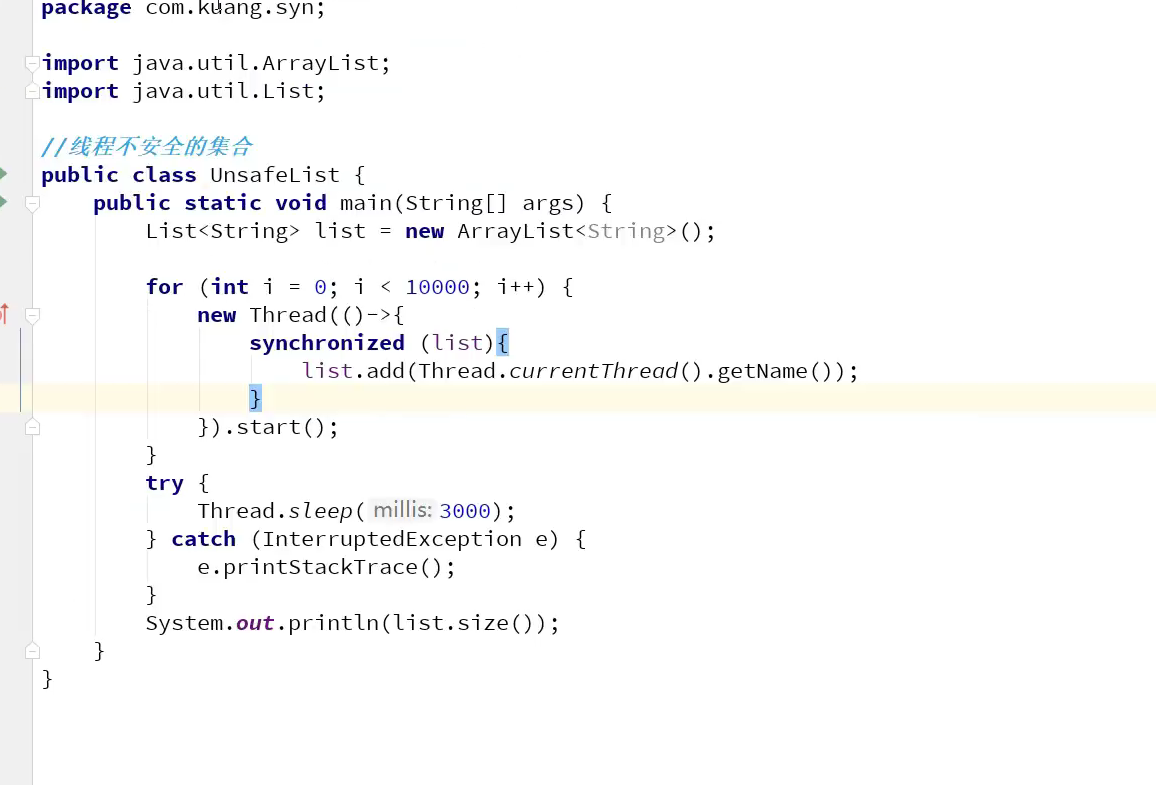 package com.kuang.syn;
import java.util.ArrayList;
import java.util.List;
//线程不安全的集合
public class UnsafeList {
public static void main(String[] args) {
List<String> list = new ArrayList<String>();
for (int i = 0; i < 10000; i++) {
new Thread(()->{
synchronized (list){
list.add(Thread.currentThread().getName());
}
}).start();
}
try {
Thread.sleep( millis: 3000);
} catch (InterruptedException e) {
e.printStackTrace();
}
System.out.println(list.size());
}
}